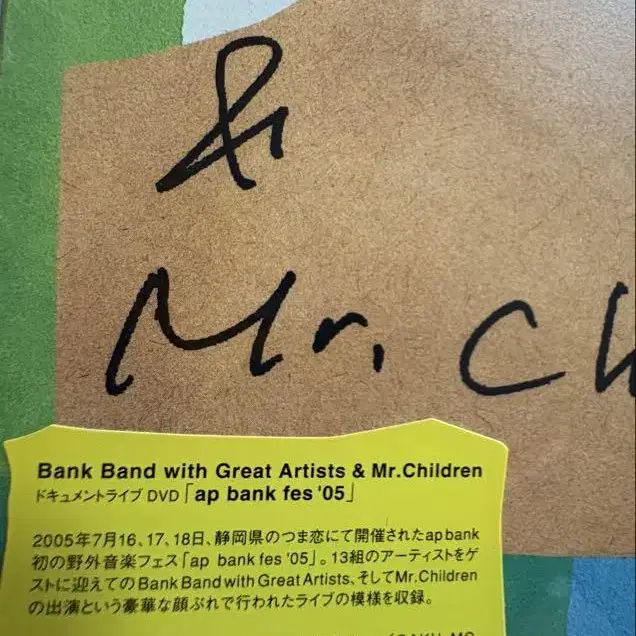 &
Mr. Ch
Bank Band with Great Artists & Mr.Children
ドキュメントライブ DVD「ap bank fes '05」
2005年7月16、17、18日、静岡県のつま恋にて開催されたap bank
初の野外音楽フェス「ap bank fes '05」。13組のアーティストをゲ
ストに迎えてのBank Band with Great Artists、そしてMr.Children
の出演という豪華な顔ぶれで行われたライブの模様を収録。